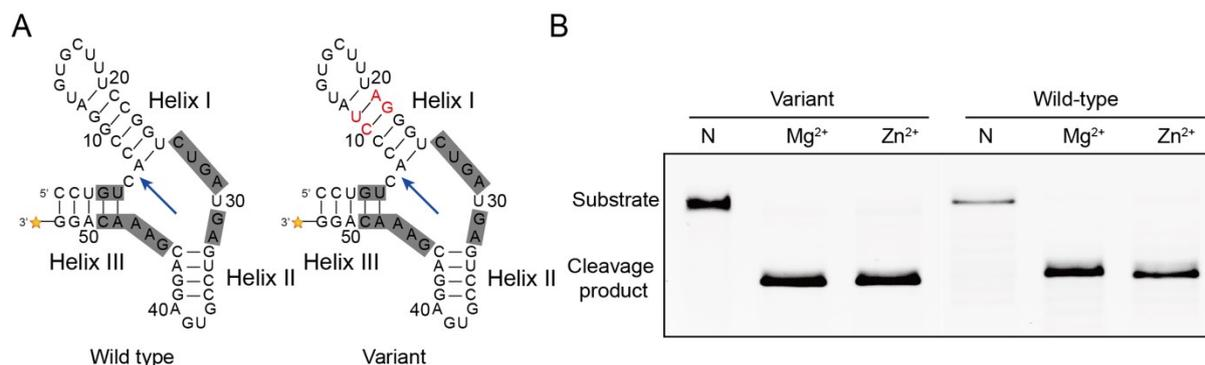 A
B
20
Helix I
10
5' C C U G U C
3' G G A C A A A G
50
Helix III
30
Helix II
40
Wild type
20
Helix I
10
5' C C U G U C
3' G G A C A A A G
50
Helix III
30
Helix II
40
Variant
Variant
Wild-type
N Mg²⁺ Zn²⁺ N Mg²⁺ Zn²⁺
Substrate
Cleavage
product